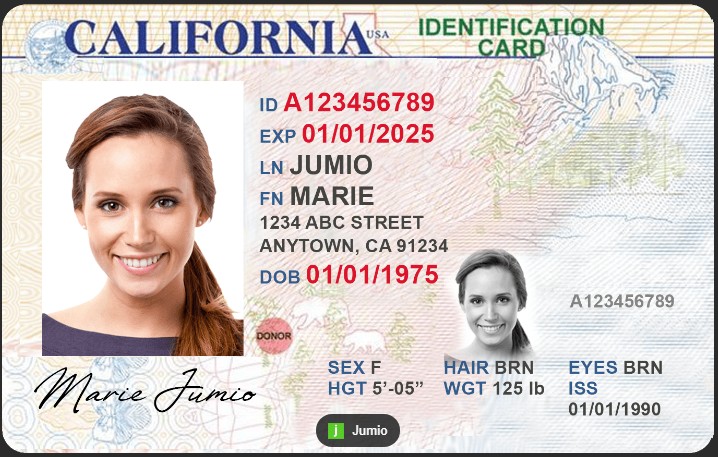 CALIFORNIA USA IDENTIFICATION CARD
ID A123456789
EXP 01/01/2025
LN JUMIO
FN MARIE
1234 ABC STREET
ANYTOWN, CA 91234
DOB 01/01/1975
A123456789
DONOR
SEX F HAIR BRN EYES BRN
HGT 5'-05” WGT 125 lb ISS
01/01/1990
Marie Jumio
j Jumio